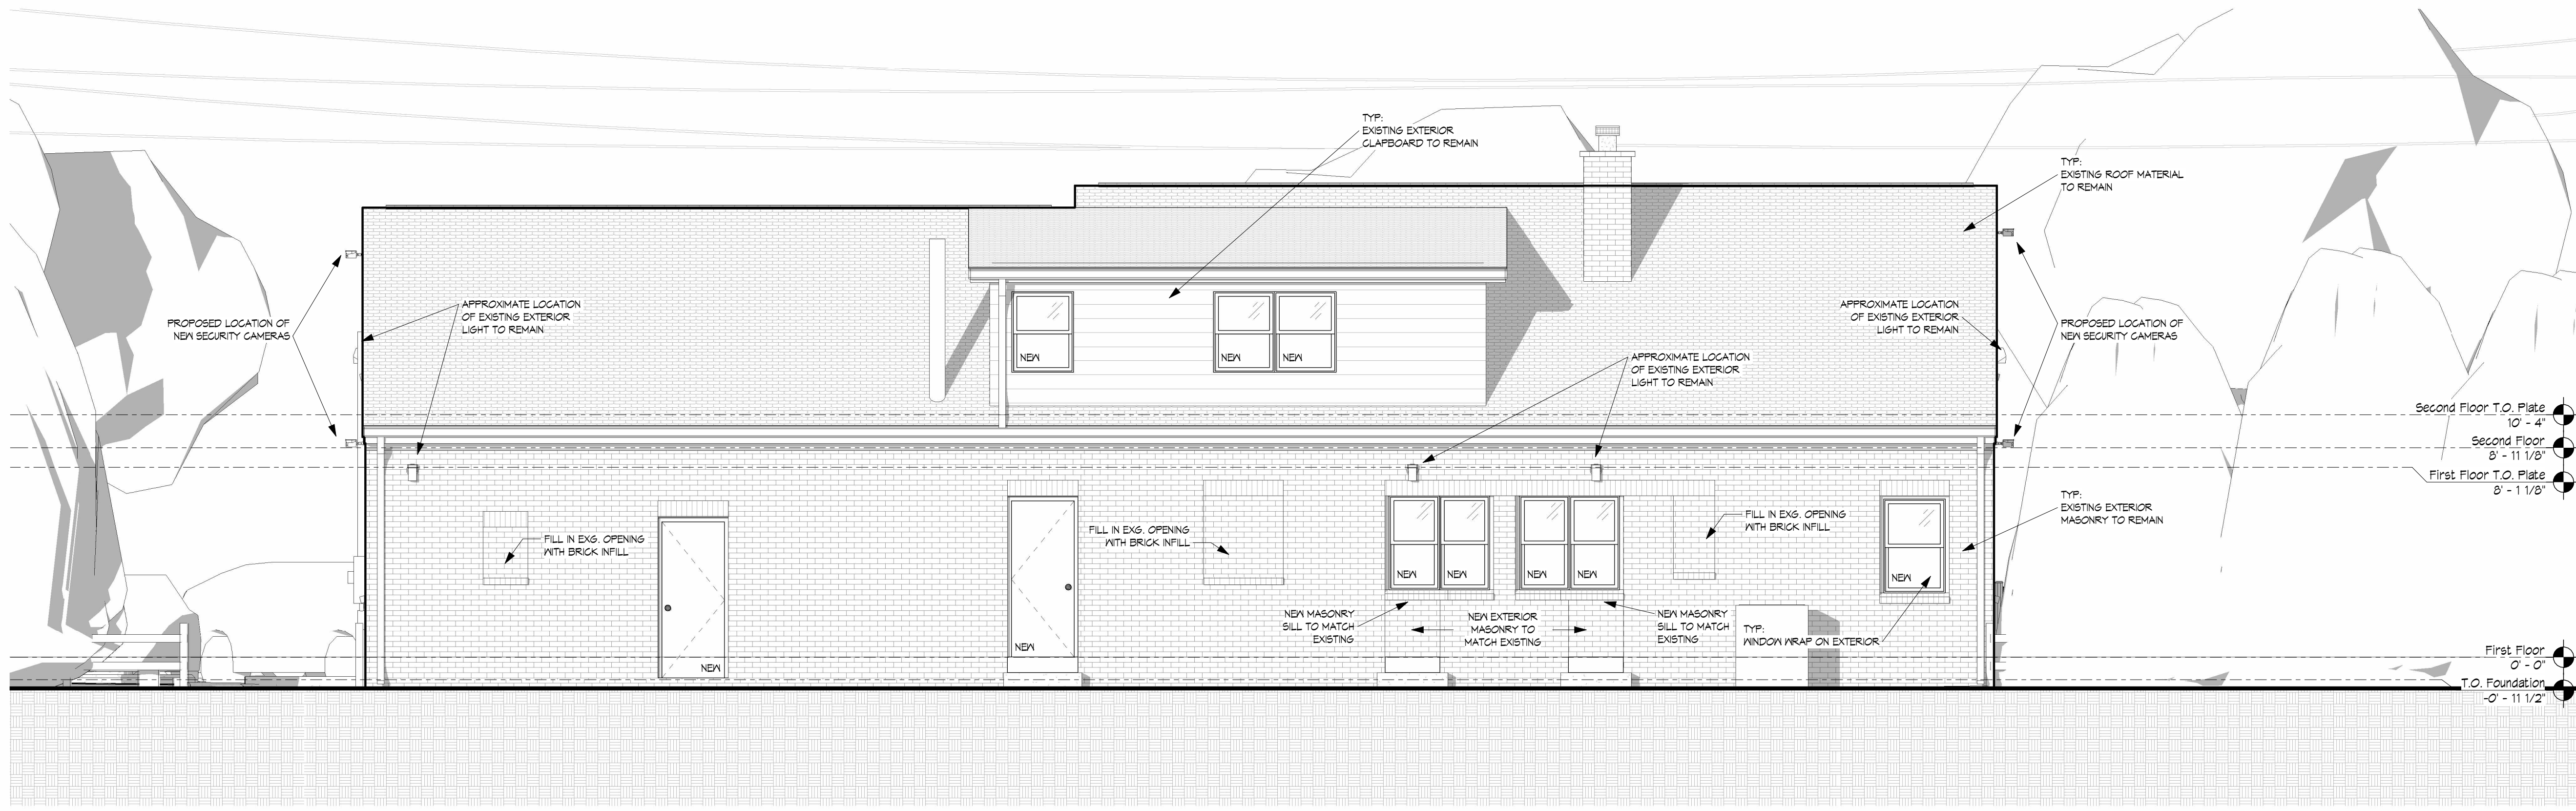 TYP:
EXISTING EXTERIOR
CLAPBOARD TO REMAIN
TYP:
EXISTING ROOF MATERIAL
TO REMAIN
APPROXIMATE LOCATION
OF EXISTING EXTERIOR
LIGHT TO REMAIN
PROPOSED LOCATION OF
NEW SECURITY CAMERAS
APPROXIMATE LOCATION
OF EXISTING EXTERIOR
LIGHT TO REMAIN
PROPOSED LOCATION OF
NEW SECURITY CAMERAS
NEW
NEW
NEW
APPROXIMATE LOCATION
OF EXISTING EXTERIOR
LIGHT TO REMAIN
Second Floor T.O. Plate
10' - 4"
Second Floor
8' - 11 1/8"
First Floor T.O. Plate
8' - 1 1/8"
TYP:
EXISTING EXTERIOR
MASONRY TO REMAIN
FILL IN EXG. OPENING
WITH BRICK INFILL
FILL IN EXG. OPENING
WITH BRICK INFILL
FILL IN EXG. OPENING
WITH BRICK INFILL
NEW
NEW
NEW
NEW
NEW
NEW MASONRY
SILL TO MATCH
EXISTING
NEW EXTERIOR
MASONRY TO
MATCH EXISTING
NEW MASONRY
SILL TO MATCH
EXISTING
TYP:
WINDOW WRAP ON EXTERIOR
NEW
NEW
First Floor
0' - 0"
T.O. Foundation
-0' - 11 1/2"